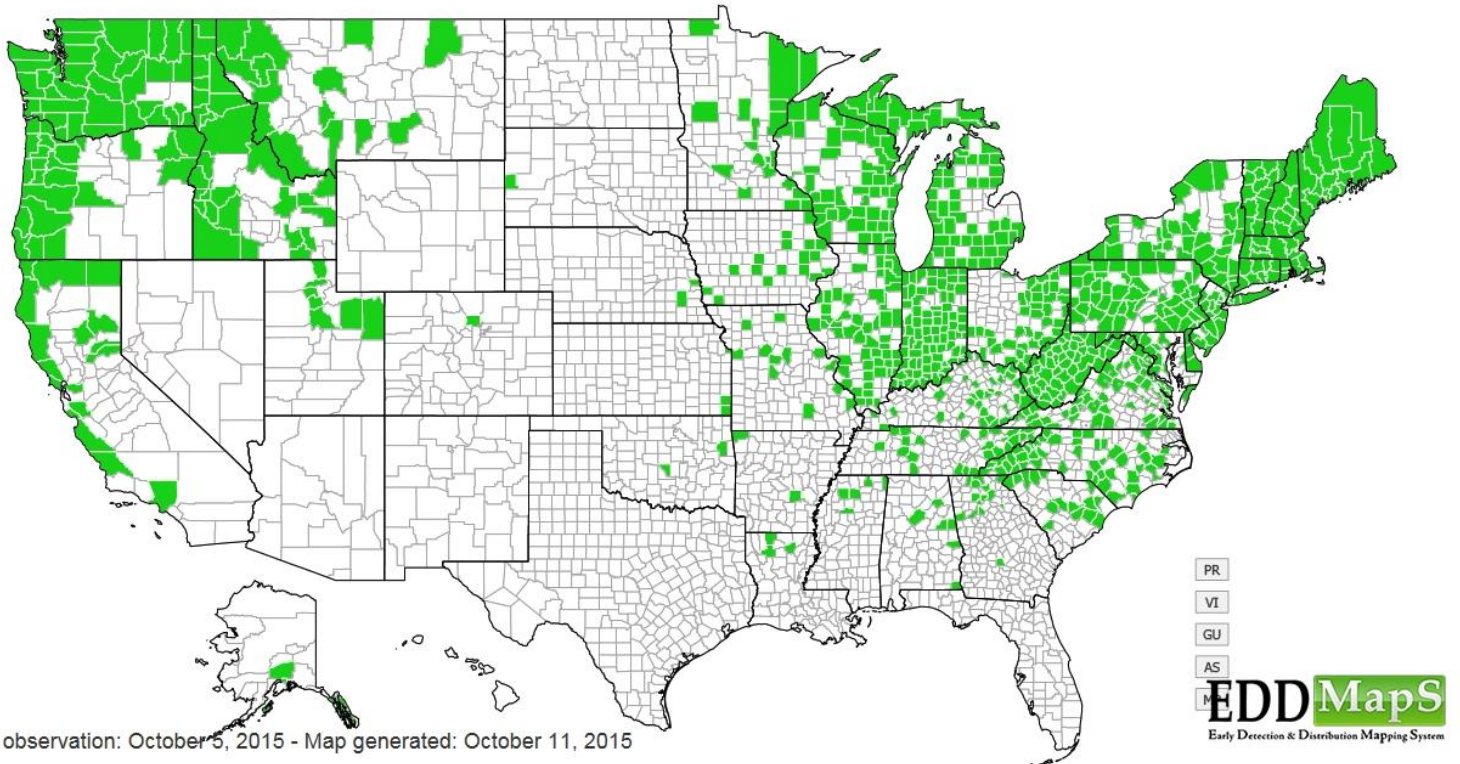 PR
VI
GU
AS
EDDMapS
Early Detection & Distribution Mapping System
observation: October 5, 2015 - Map generated: October 11, 2015